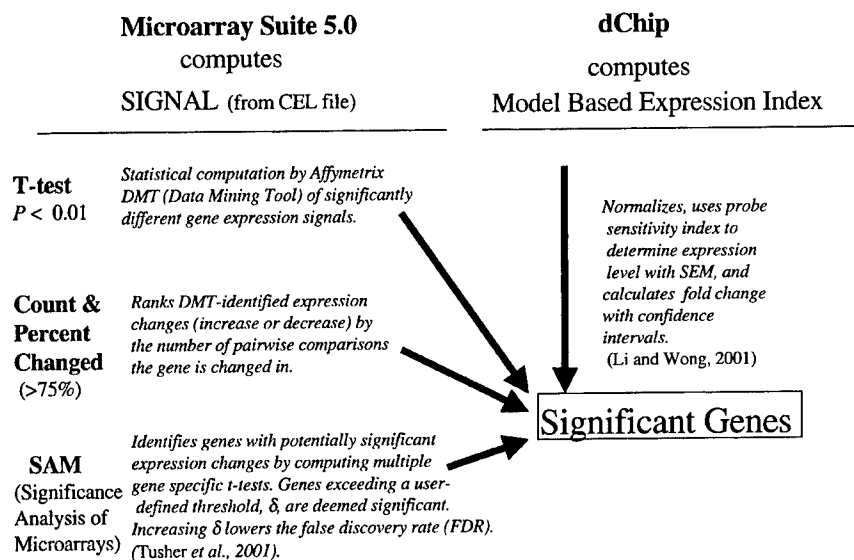 Microarray Suite 5.0
computes
SIGNAL (from CEL file)
dChip
computes
Model Based Expression Index
T-test
P < 0.01
Statistical computation by Affymetrix
DMT (Data Mining Tool) of significantly
different gene expression signals.
Count &
Percent
Changed
(>75%)
Ranks DMT-identified expression
changes (increase or decrease) by
the number of pairwise comparisons
the gene is changed in.
SAM
(Significance
Analysis of
Microarrays)
Identifies genes with potentially significant
expression changes by computing multiple
gene specific t-tests. Genes exceeding a user-
defined threshold, δ, are deemed significant.
Increasing δ lowers the false discovery rate (FDR).
(Tusher et al., 2001).
Normalizes, uses probe
sensitivity index to
determine expression
level with SEM, and
calculates fold change
with confidence
intervals.
(Li and Wong, 2001)
Significant Genes